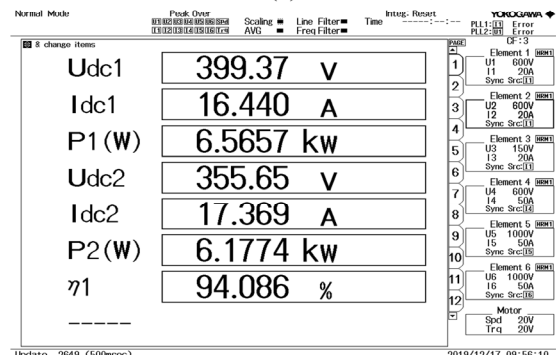 Normal Mode
Peak Over
U1 U2 U3 U4 U5 U6 Spd
I1 I2 I3 I4 I5 I6 Trq
Scaling
AVG
Line Filter
Freq Filter
Integ. Reset
Time ----:--:--
YOKOGAWA
PLL1: I1 Error
PLL2: U1 Error
8 change items
PAGE
CF:3
Udc1 399.37 V
Idc1 16.440 A
P1(W) 6.5657 kW
Udc2 355.65 V
Idc2 17.369 A
P2(W) 6.1774 kW
η1 94.086 %
-----
1
2
3
4
5
6
7
8
9
10
11
12
Element 1 HRM1
U1 600V
I1 20A
Sync Src: I1
Element 2 HRM1
U2 600V
I2 20A
Sync Src: I1
Element 3 HRM1
U3 150V
I3 20A
Sync Src: I1
Element 4 HRM1
U4 600V
I4 50A
Sync Src: I4
Element 5 HRM1
U5 1000V
I5 50A
Sync Src: I5
Element 6 HRM1
U6 1000V
I6 50A
Sync Src: I6
Motor
Spd 20V
Trq 20V
Update 2649 (500msec)
2019/12/17 09:56:10